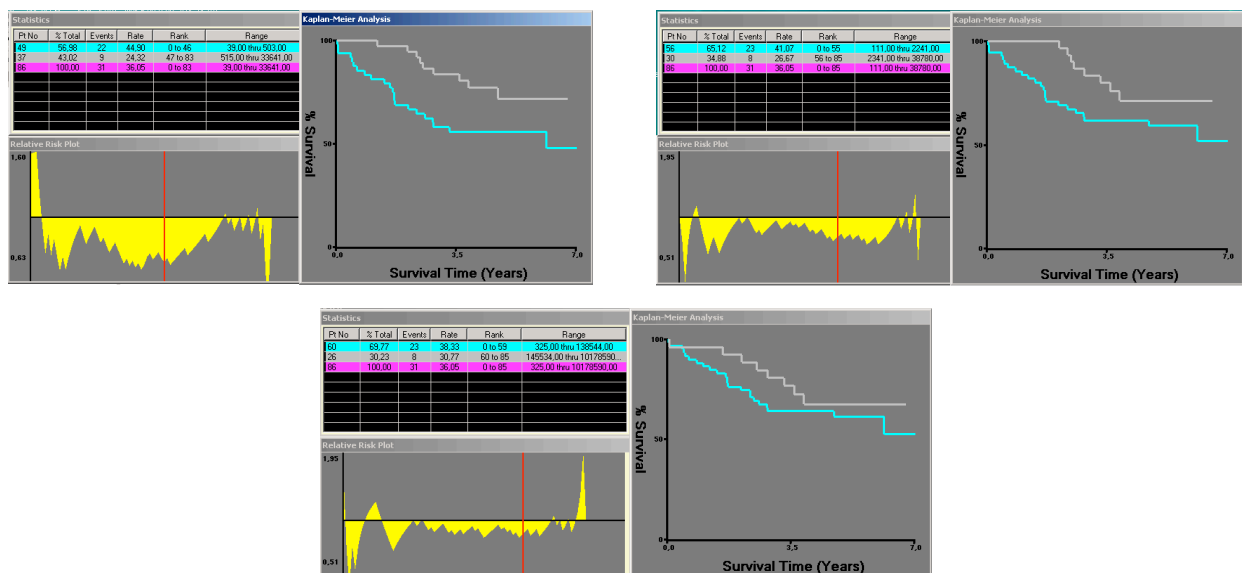 Statistics
Pt No % Total Events Rate Rank Range
49 56,98 22 44,90 0 to 46 39,00 thru 503,00
37 43,02 9 24,32 47 to 83 515,00 thru 33641,00
86 100,00 31 36,05 0 to 83 39,00 thru 33641,00
Relative Risk Plot
1,60
0,63
Kaplan-Meier Analysis
100
50
0
% Survival
0,0 3,5 7,0
Survival Time (Years)
Statistics
Pt No % Total Events Rate Rank Range
56 65,12 23 41,07 0 to 55 111,00 thru 2241,00
30 34,88 8 26,67 56 to 85 2341,00 thru 38780,00
86 100,00 31 36,05 0 to 85 111,00 thru 38780,00
Relative Risk Plot
1,95
0,51
Kaplan-Meier Analysis
100
50
0
% Survival
0,0 3,5 7,0
Survival Time (Years)
Statistics
Pt No % Total Events Rate Rank Range
60 69,77 23 38,33 0 to 59 325,00 thru 138544,00
26 30,23 8 30,77 60 to 85 145534,00 thru 10178590...
86 100,00 31 36,05 0 to 85 325,00 thru 10178590,00
Relative Risk Plot
1,95
0,51
Kaplan-Meier Analysis
100
50
0
% Survival
0,0 3,5 7,0
Survival Time (Years)